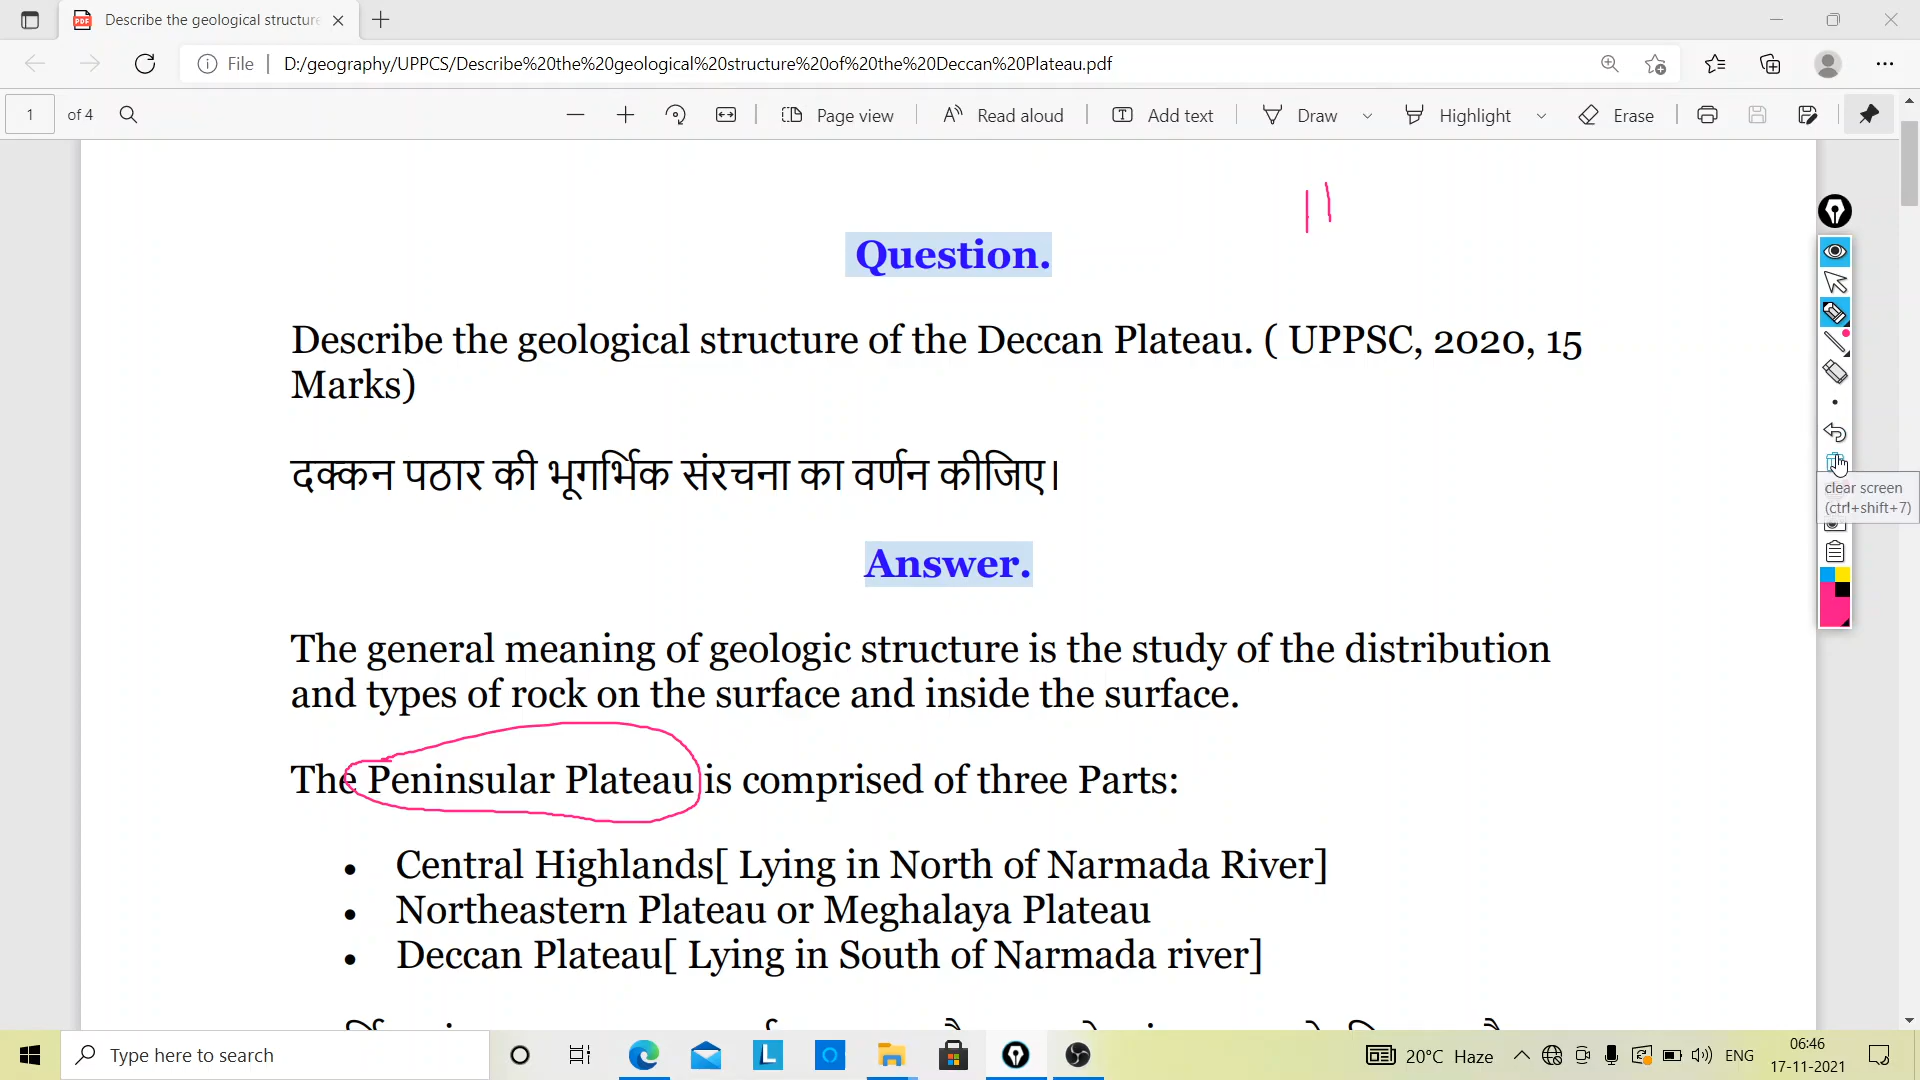 Describe the geological structure
File
D:/geography/UPPCS/Describe%20the%20geological%20structure%20of%20the%20Deccan%20Plateau.pdf
1 of 4
Page view
Read aloud
Add text
Draw
Highlight
Erase
Question.
Describe the geological structure of the Deccan Plateau. ( UPPSC, 2020, 15
Marks)
दक्कन पठार की भूगर्भिक संरचना का वर्णन कीजिए।
clear screen
(ctrl+shift+7)
Answer.
The general meaning of geologic structure is the study of the distribution
and types of rock on the surface and inside the surface.
The Peninsular Plateau is comprised of three Parts:
• Central Highlands[ Lying in North of Narmada River]
• Northeastern Plateau or Meghalaya Plateau
• Deccan Plateau[ Lying in South of Narmada river]
Type here to search
20°C Haze
ENG
06:46
17-11-2021